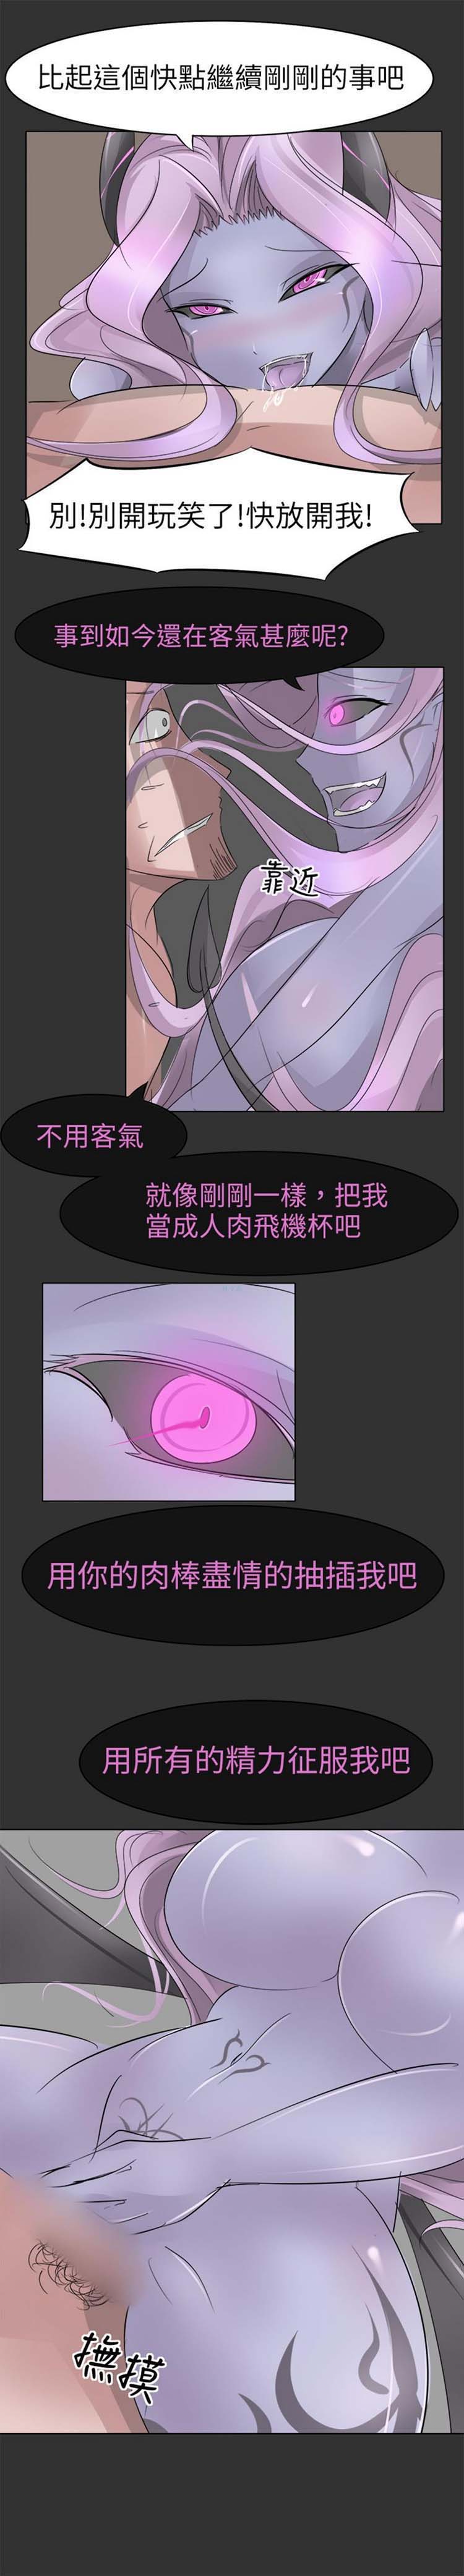 比起這個快點繼續剛剛的事吧
別!別開玩笑了!快放開我!
事到如今還在客氣甚麼呢?
靠近
不用客氣
就像剛剛一樣，把我
當成人肉飛機杯吧
用你的肉棒盡情的抽插我吧
用所有的精力征服我吧
撫摸